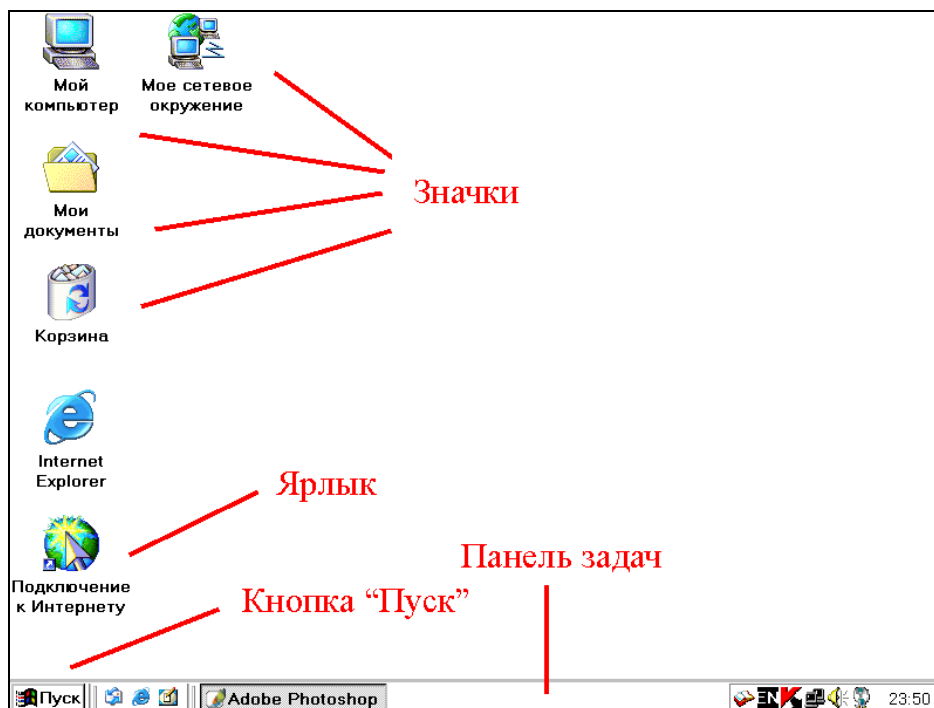 Мой
компьютер
Мое сетевое
окружение
Мои
документы
Значки
Корзина
Internet
Explorer
Ярлык
Подключение
к Интернету
Панель задач
Кнопка “Пуск”
Пуск
Adobe Photoshop
EN
23:50